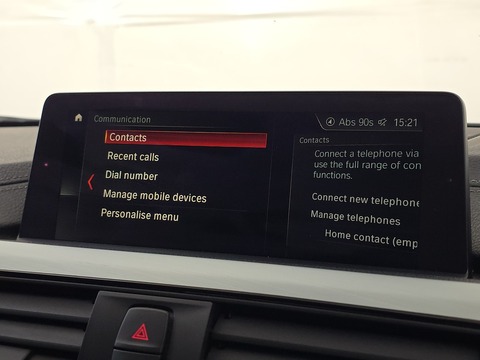 Communication
Abs 90s 15:21
Contacts
Recent calls
Dial number
Manage mobile devices
Personalise menu
Contacts
Connect a telephone via
use the full range of con
functions.
Connect new telephone
Manage telephones
Home contact (emp